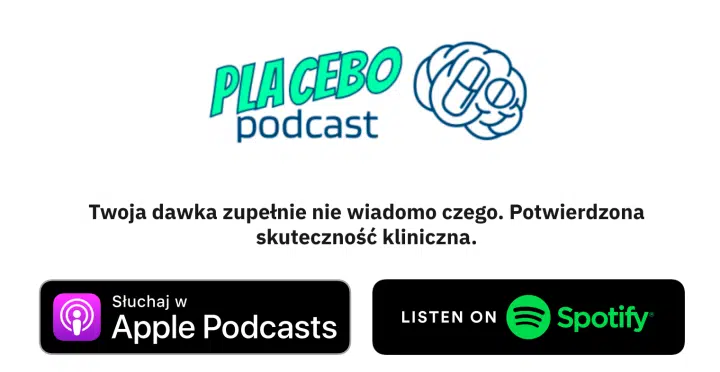 PLACEBO
podcast
Twoja dawka zupełnie nie wiadomo czego. Potwierdzona
skuteczność kliniczna.
Słuchaj w
Apple Podcasts
LISTEN ON Spotify